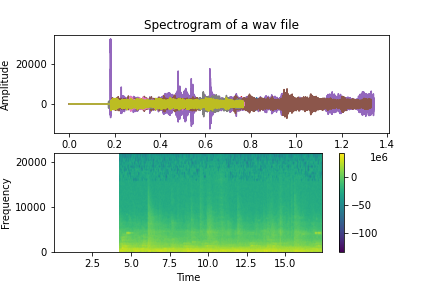 Spectrogram of a wav file
Amplitude
20000
0
0.0 0.2 0.4 0.6 0.8 1.0 1.2 1.4
1e6
Frequency
20000
10000
0
2.5 5.0 7.5 10.0 12.5 15.0
Time
0
−50
−100